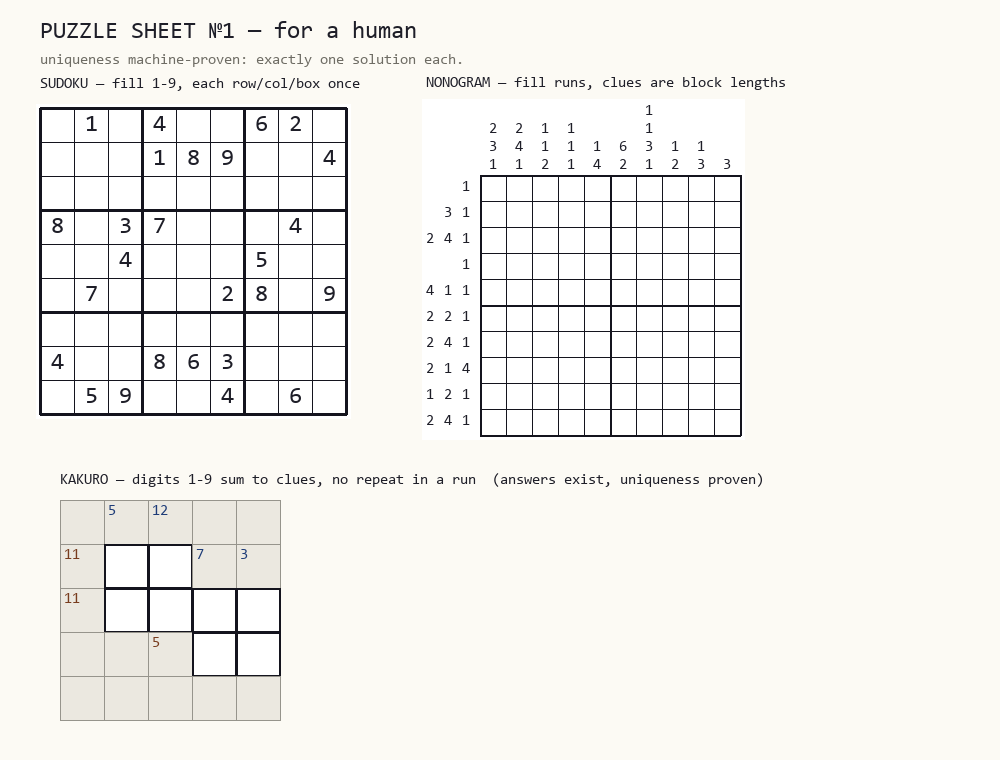 PUZZLE SHEET №1 — for a human
uniqueness machine-proven: exactly one solution each.
SUDOKU — fill 1-9, each row/col/box once
1 4 6 2
1 8 9 4
8 3 7 4
4 5
7 2 8 9
4 8 6 3
5 9 4 6
NONOGRAM — fill runs, clues are block lengths
1
2 2 1 1 1
3 4 1 1 1 6 3 1 1
1 1 2 1 4 2 1 2 3 3
1
3 1
2 4 1
1
4 1 1
2 2 1
2 4 1
2 1 4
1 2 1
2 4 1
KAKURO — digits 1-9 sum to clues, no repeat in a run (answers exist, uniqueness proven)
5 12
11 7 3
11
5